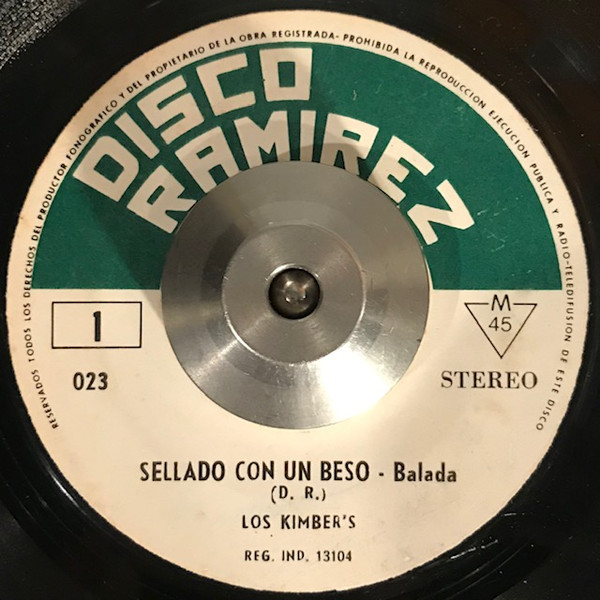 RESERVADOS TODOS LOS DERECHOS DEL PRODUCTOR FONOGRAFICO Y DEL PROPIETARIO DE LA OBRA REGISTRADA - PROHIBIDA LA REPRODUCCION EJECUCION PUBLICA Y RADIO-TELEDIFUSION DE ESTE DISCO
DISCO
RAMIREZ
1
M
45
023
STEREO
SELLADO CON UN BESO - Balada
(D. R.)
LOS KIMBER'S
REG. IND. 13104